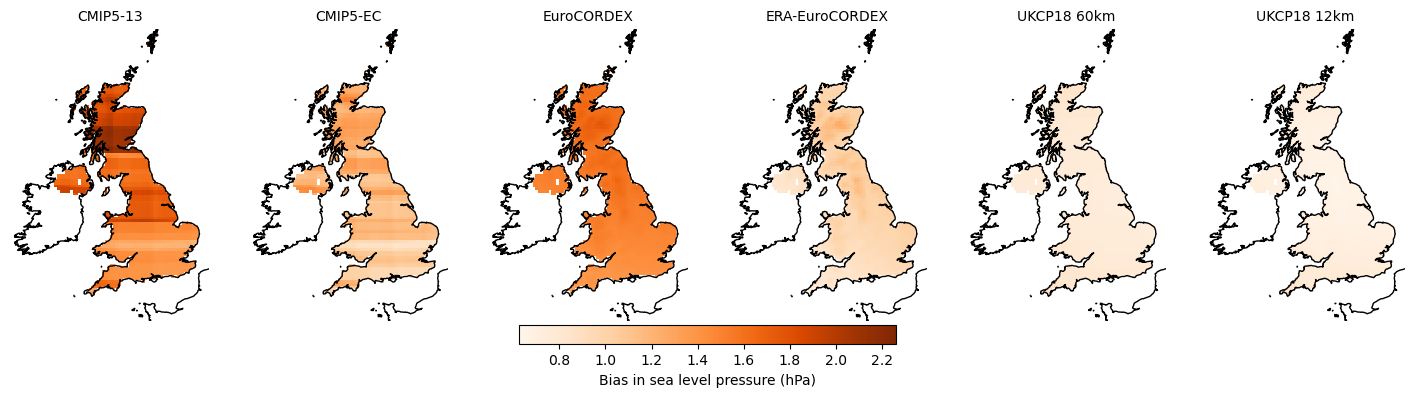 CMIP5-13 CMIP5-EC EuroCORDEX ERA-EuroCORDEX UKCP18 60km UKCP18 12km
0.8 1.0 1.2 1.4 1.6 1.8 2.0 2.2
Bias in sea level pressure (hPa)